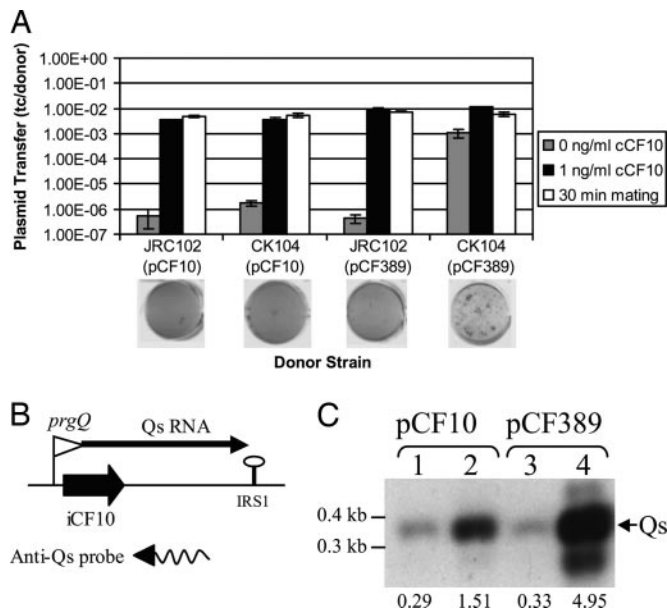 A
Plasmid Transfer (tc/donor)
1.00E+00
1.00E-01
1.00E-02
1.00E-03
1.00E-04
1.00E-05
1.00E-06
1.00E-07
0 ng/ml cCF10
1 ng/ml cCF10
30 min mating
JRC102 CK104 JRC102 CK104
(pCF10) (pCF10) (pCF389) (pCF389)
Donor Strain
B
prgQ
Qs RNA
iCF10
IRS1
Anti-Qs probe
C
pCF10 pCF389
1 2 3 4
0.4 kb
0.3 kb
Qs
0.29 1.51 0.33 4.95